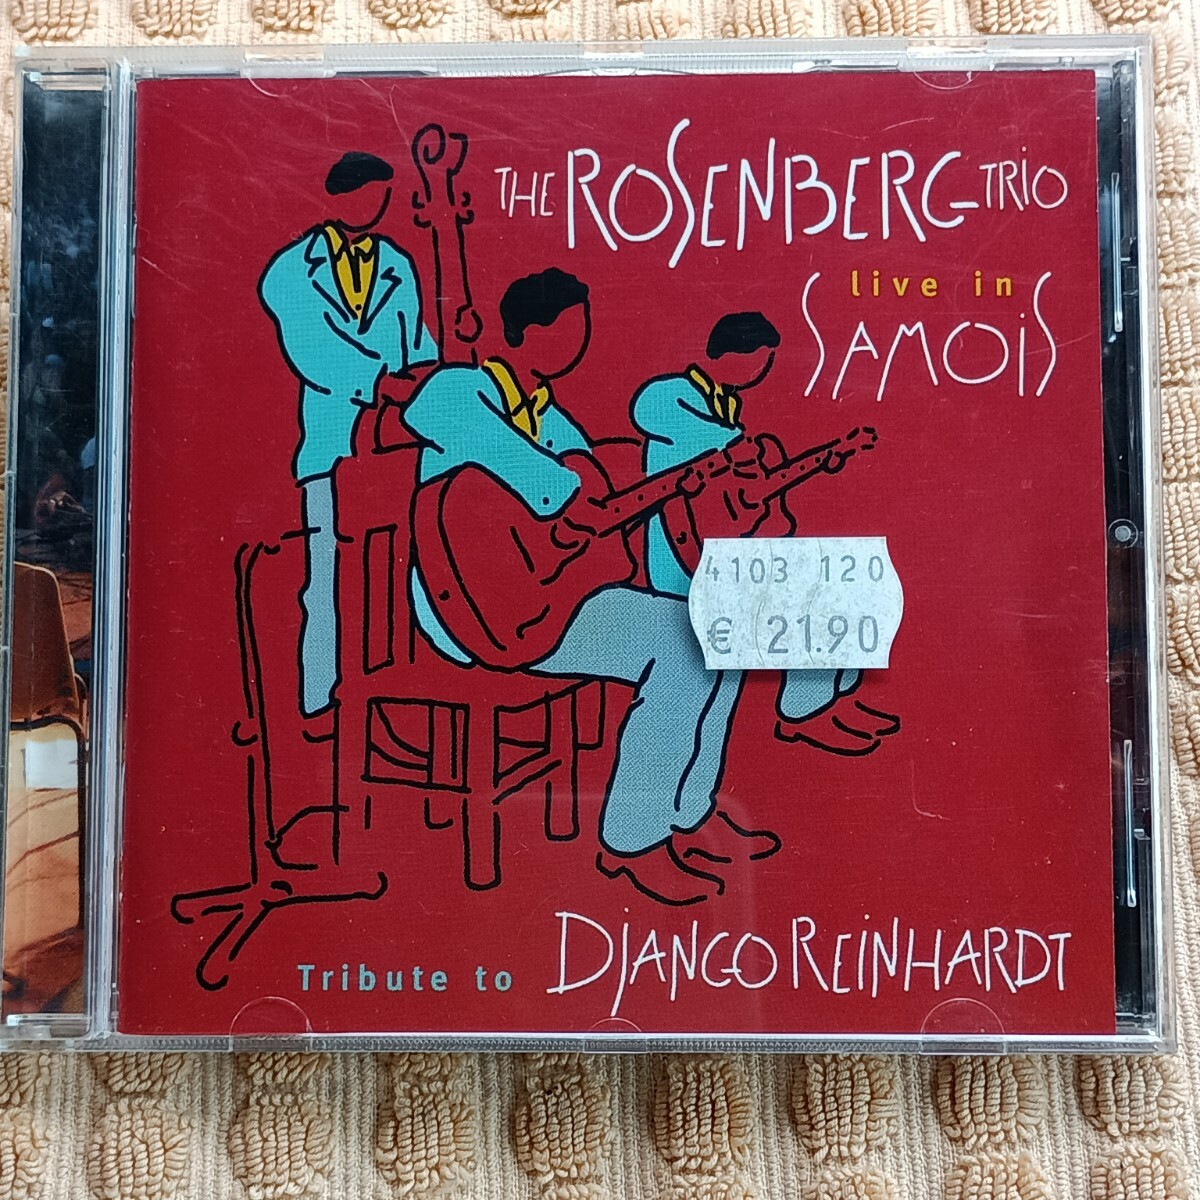 THE ROSENBERG TRIO
live in
SAMOIS
4103 120
€ 21.90
Tribute to DJANGO REINHARDT